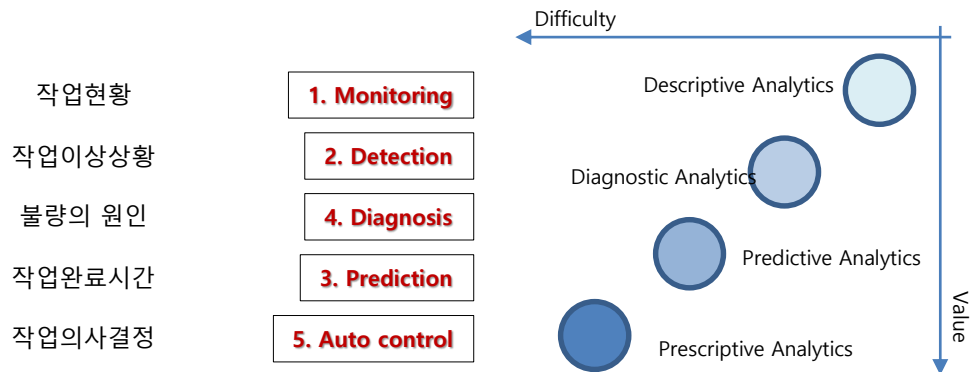 Difficulty
작업현황
1. Monitoring
Descriptive Analytics
작업이상상황
2. Detection
Diagnostic Analytics
불량의 원인
4. Diagnosis
작업완료시간
3. Prediction
Predictive Analytics
작업의사결정
5. Auto control
Prescriptive Analytics
Value